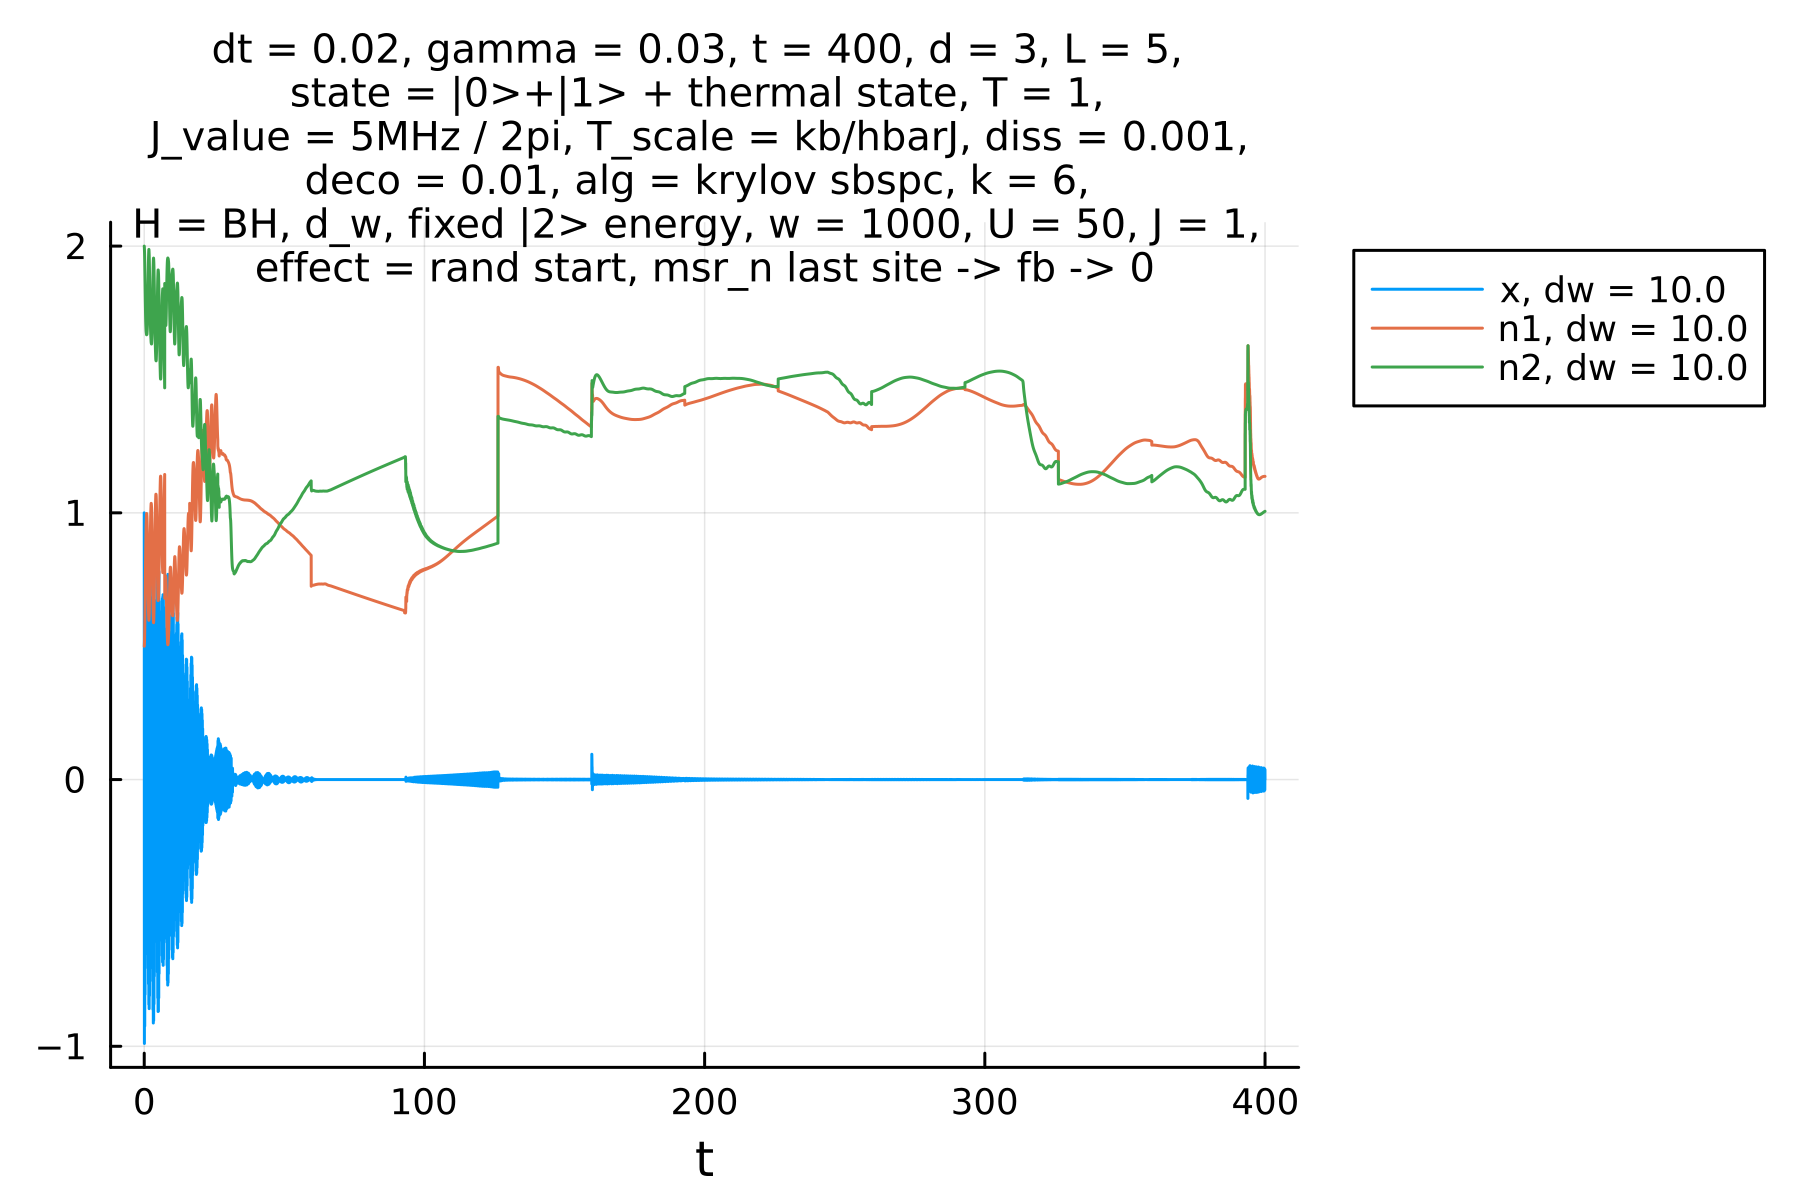 dt = 0.02, gamma = 0.03, t = 400, d = 3, L = 5,
state = |0>+|1> + thermal state, T = 1,
J_value = 5MHz / 2pi, T_scale = kb/hbarJ, diss = 0.001,
deco = 0.01, alg = krylov sbspc, k = 6,
H = BH, d_w, fixed |2> energy, w = 1000, U = 50, J = 1,
effect = rand start, msr_n last site -> fb -> 0
2
1
0
−1
0 100 200 300 400
t
x, dw = 10.0
n1, dw = 10.0
n2, dw = 10.0